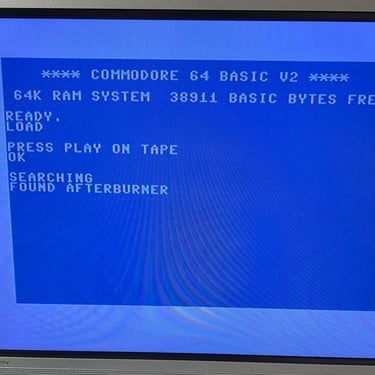 **** COMMODORE 64 BASIC V2 ****
64K RAM SYSTEM 38911 BASIC BYTES FRE
READY.
LOAD
PRESS PLAY ON TAPE
OK
SEARCHING
FOUND AFTERBURNER